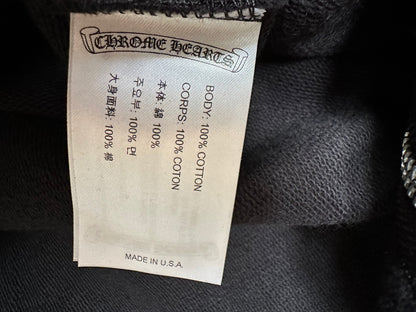 CHROME HEARTS
BODY: 100% COTTON
CORPS: 100% COTON
本体: 綿 100%
주요부: 100% 면
大身面料: 100% 棉
MADE IN U.S.A.